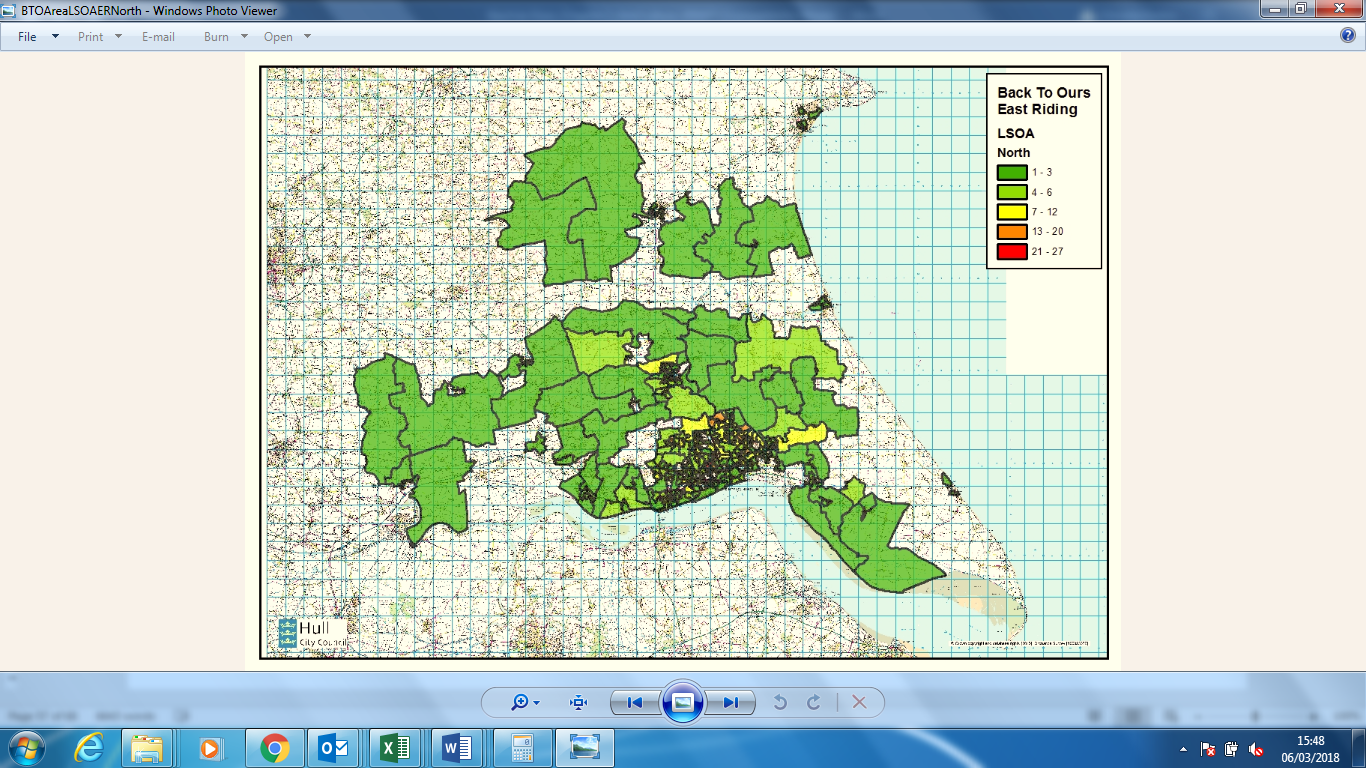 BTOAreaLSOAERNorth - Windows Photo Viewer
File Print E-mail Burn Open
Back To Ours
East Riding
LSOA
North
1 - 3
4 - 6
7 - 12
13 - 20
21 - 27
Hull
City Council
15:48
06/03/2018